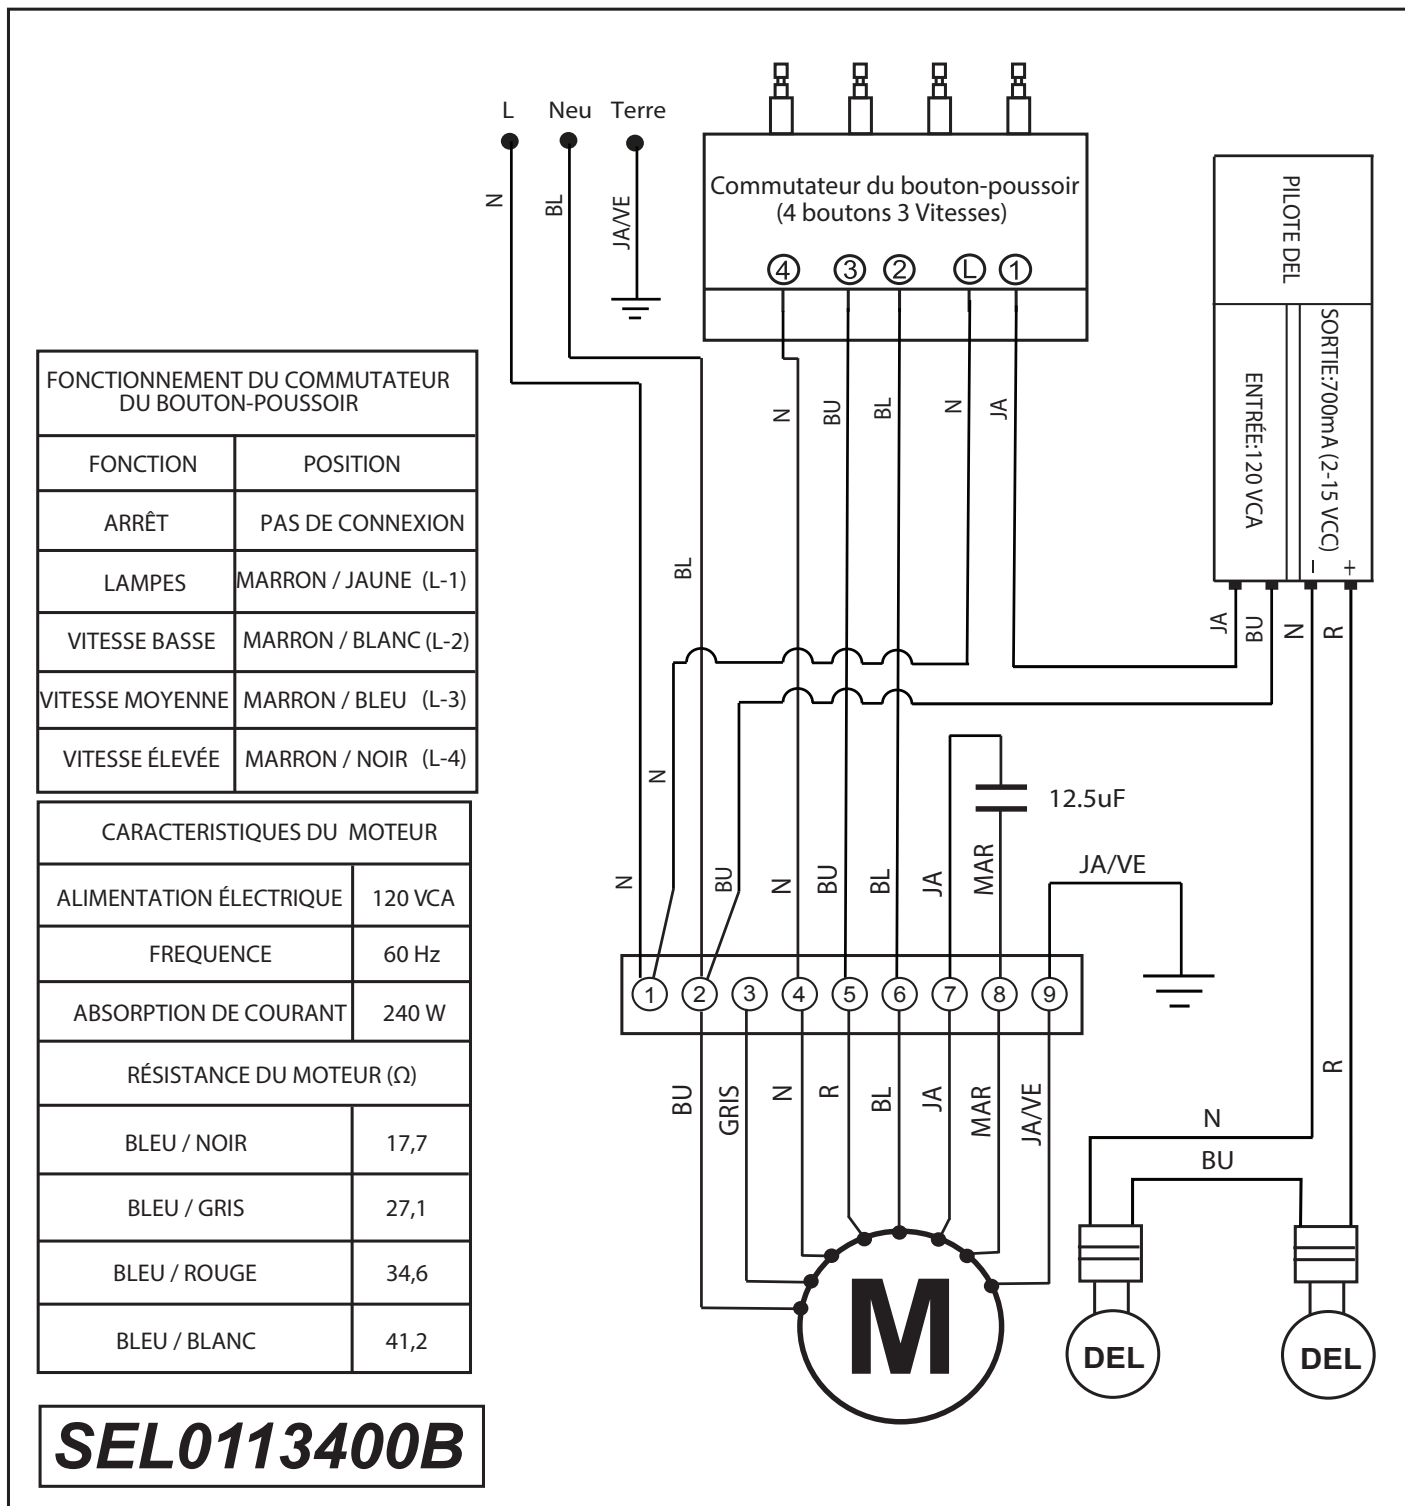 L Neu Terre
N BL JA/VE
Commutateur du bouton-poussoir
(4 boutons 3 Vitesses)
4 3 2 L 1
N BU BL N JA
PILOTE DEL
ENTRÉE:120 VCA
SORTIE:700mA (2-15 VCC)
– +
JA BU N R
BL
N
N BU N BU BL JA MAR
12.5uF
JA/VE
1 2 3 4 5 6 7 8 9
BU GRIS N R BL JA MAR JA/VE
R
N
BU
M
DEL DEL
FONCTIONNEMENT DU COMMUTATEUR
DU BOUTON-POUSSOIR
FONCTION POSITION
ARRÊT PAS DE CONNEXION
LAMPES MARRON / JAUNE (L-1)
VITESSE BASSE MARRON / BLANC (L-2)
VITESSE MOYENNE MARRON / BLEU (L-3)
VITESSE ÉLEVÉE MARRON / NOIR (L-4)
CARACTERISTIQUES DU MOTEUR
ALIMENTATION ÉLECTRIQUE 120 VCA
FREQUENCE 60 Hz
ABSORPTION DE COURANT 240 W
RÉSISTANCE DU MOTEUR (Ω)
BLEU / NOIR 17,7
BLEU / GRIS 27,1
BLEU / ROUGE 34,6
BLEU / BLANC 41,2
SEL0113400B